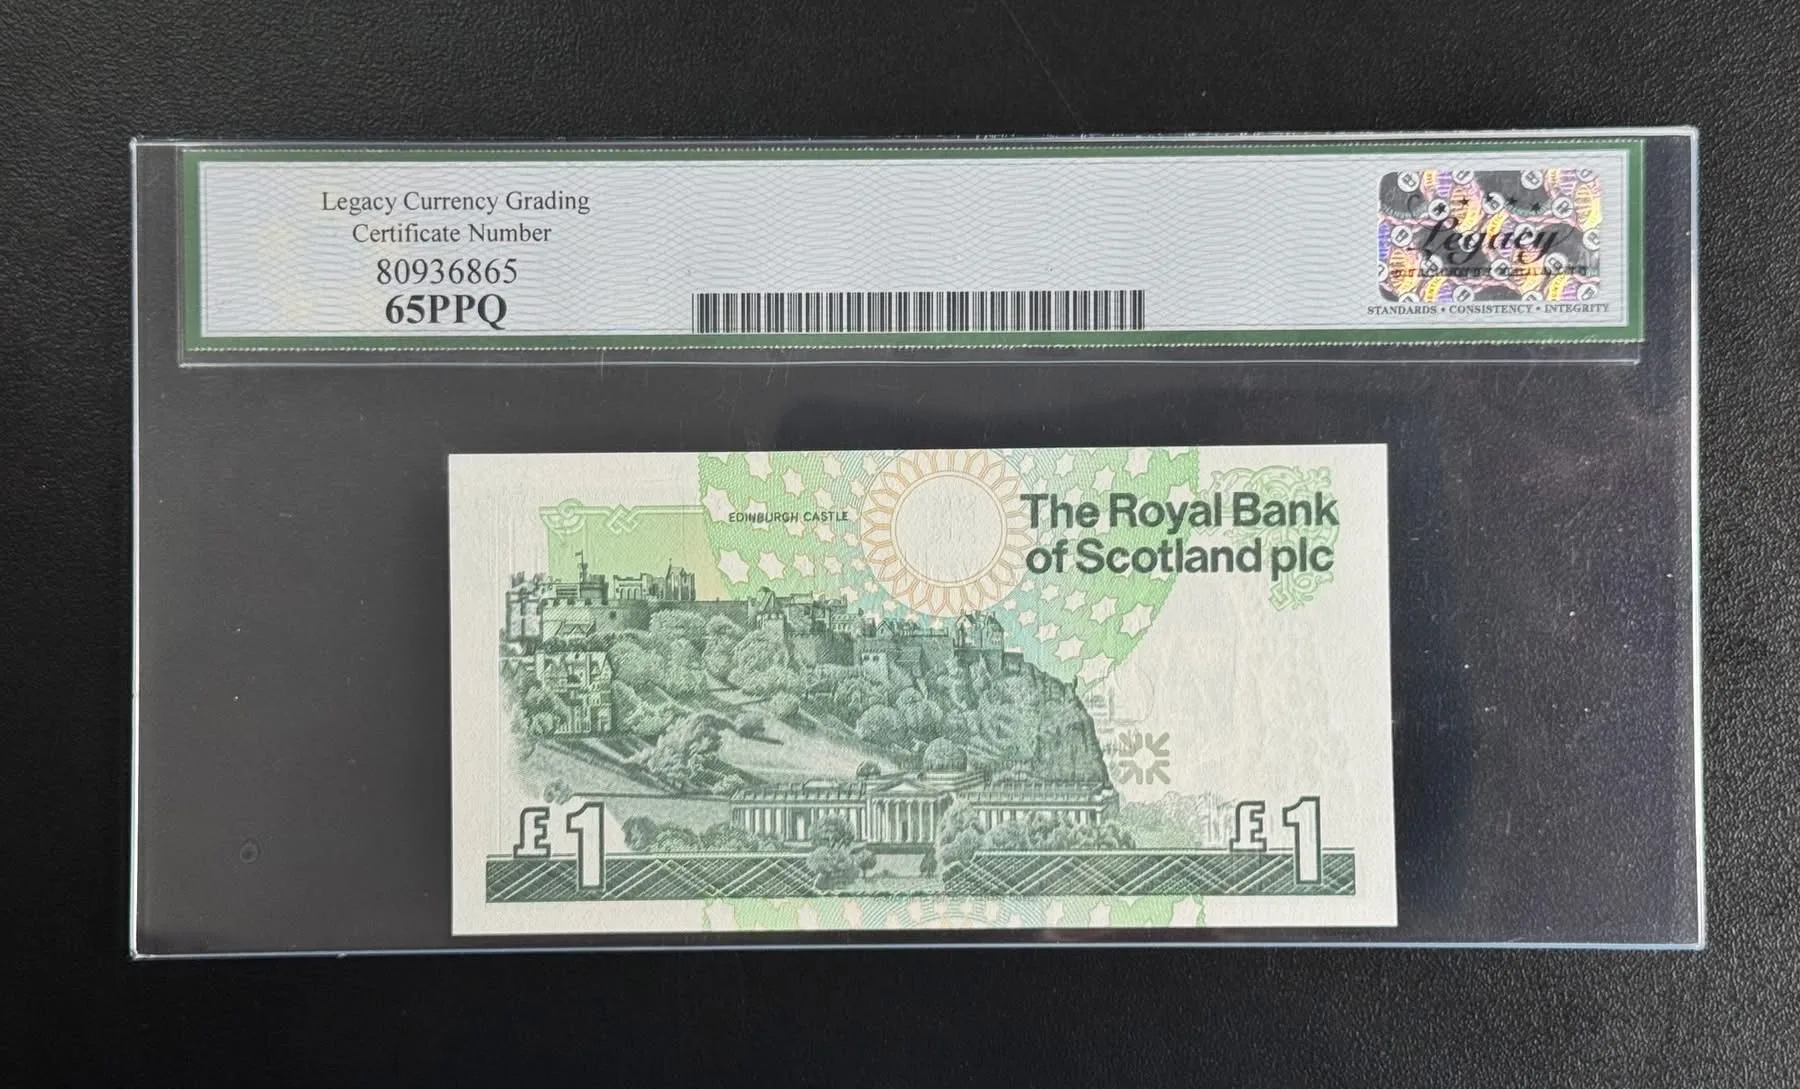 Legacy Currency Grading
Certificate Number
80936865
65PPQ
Legacy
STANDARDS • CONSISTENCY • INTEGRITY
EDINBURGH CASTLE
The Royal Bank
of Scotland plc
£1
£1